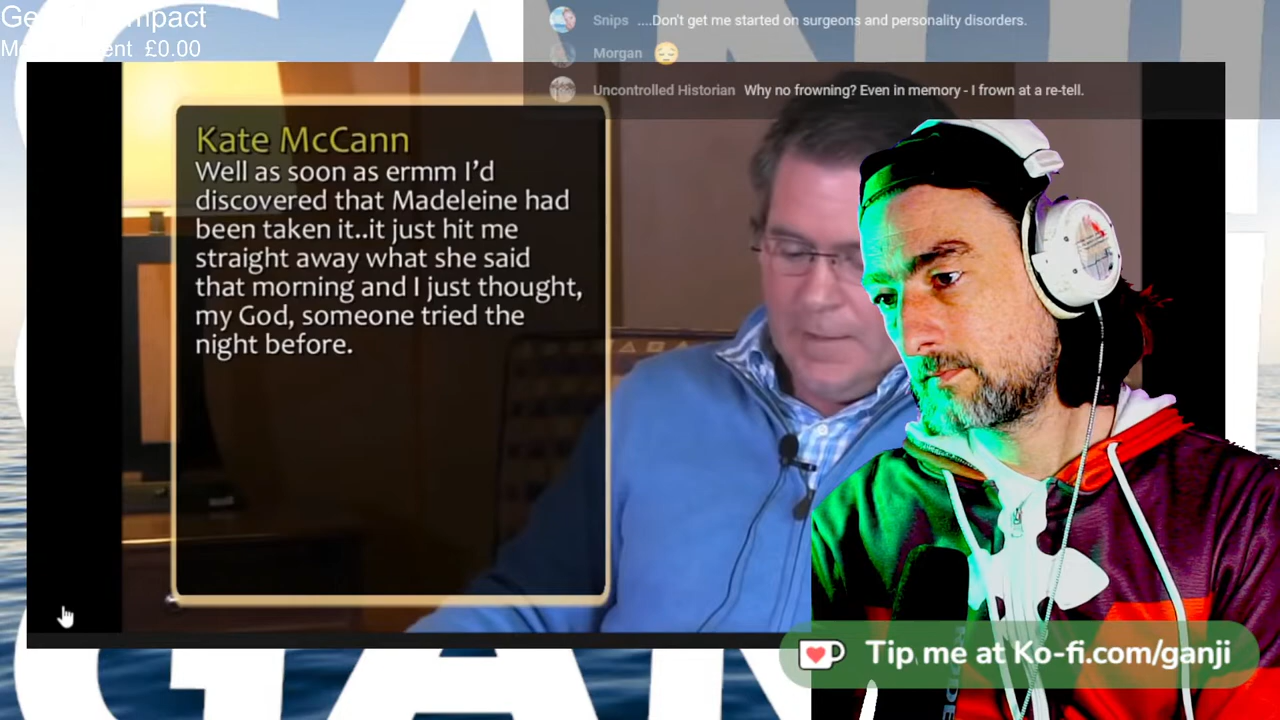 Snips ....Don't get me started on surgeons and personality disorders.
Morgan 😔
Uncontrolled Historian Why no frowning? Even in memory - I frown at a re-tell.
£0.00
Kate McCann
Well as soon as ermm I'd
discovered that Madeleine had
been taken it..it just hit me
straight away what she said
that morning and I just thought,
my God, someone tried the
night before.
Tip me at Ko-fi.com/ganji